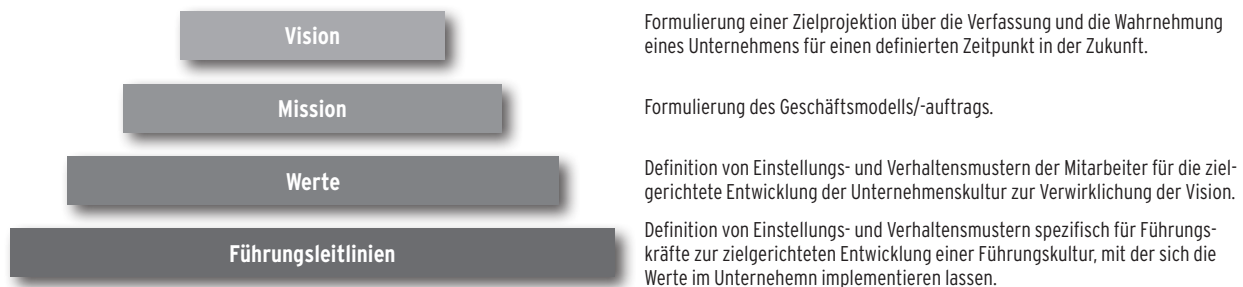 Vision
Formulierung einer Zielprojektion über die Verfassung und die Wahrnehmung
eines Unternehmens für einen definierten Zeitpunkt in der Zukunft.
Mission
Formulierung des Geschäftsmodells/-auftrags.
Werte
Definition von Einstellungs- und Verhaltensmustern der Mitarbeiter für die ziel-
gerichtete Entwicklung der Unternehmenskultur zur Verwirklichung der Vision.
Führungsleitlinien
Definition von Einstellungs- und Verhaltensmustern spezifisch für Führungs-
kräfte zur zielgerichteten Entwicklung einer Führungskultur, mit der sich die
Werte im Unternehemn implementieren lassen.